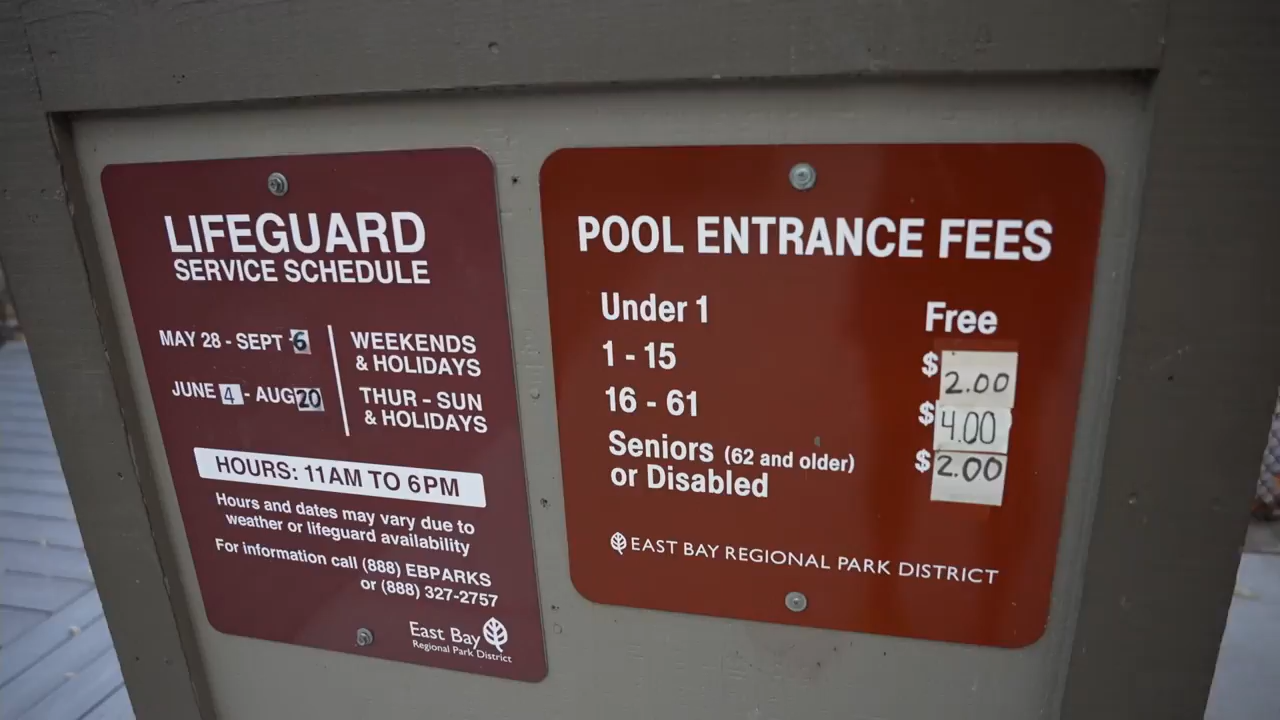 LIFEGUARD
SERVICE SCHEDULE
MAY 28 - SEPT 6
WEEKENDS
& HOLIDAYS
JUNE 4 - AUG 20
THUR - SUN
& HOLIDAYS
HOURS: 11AM TO 6PM
Hours and dates may vary due to
weather or lifeguard availability
For information call (888) EBPARKS
or (888) 327-2757
East Bay
Regional Park District
POOL ENTRANCE FEES
Under 1 Free
1 - 15 $ 2.00
16 - 61 $ 4.00
Seniors (62 and older) $ 2.00
or Disabled
EAST BAY REGIONAL PARK DISTRICT